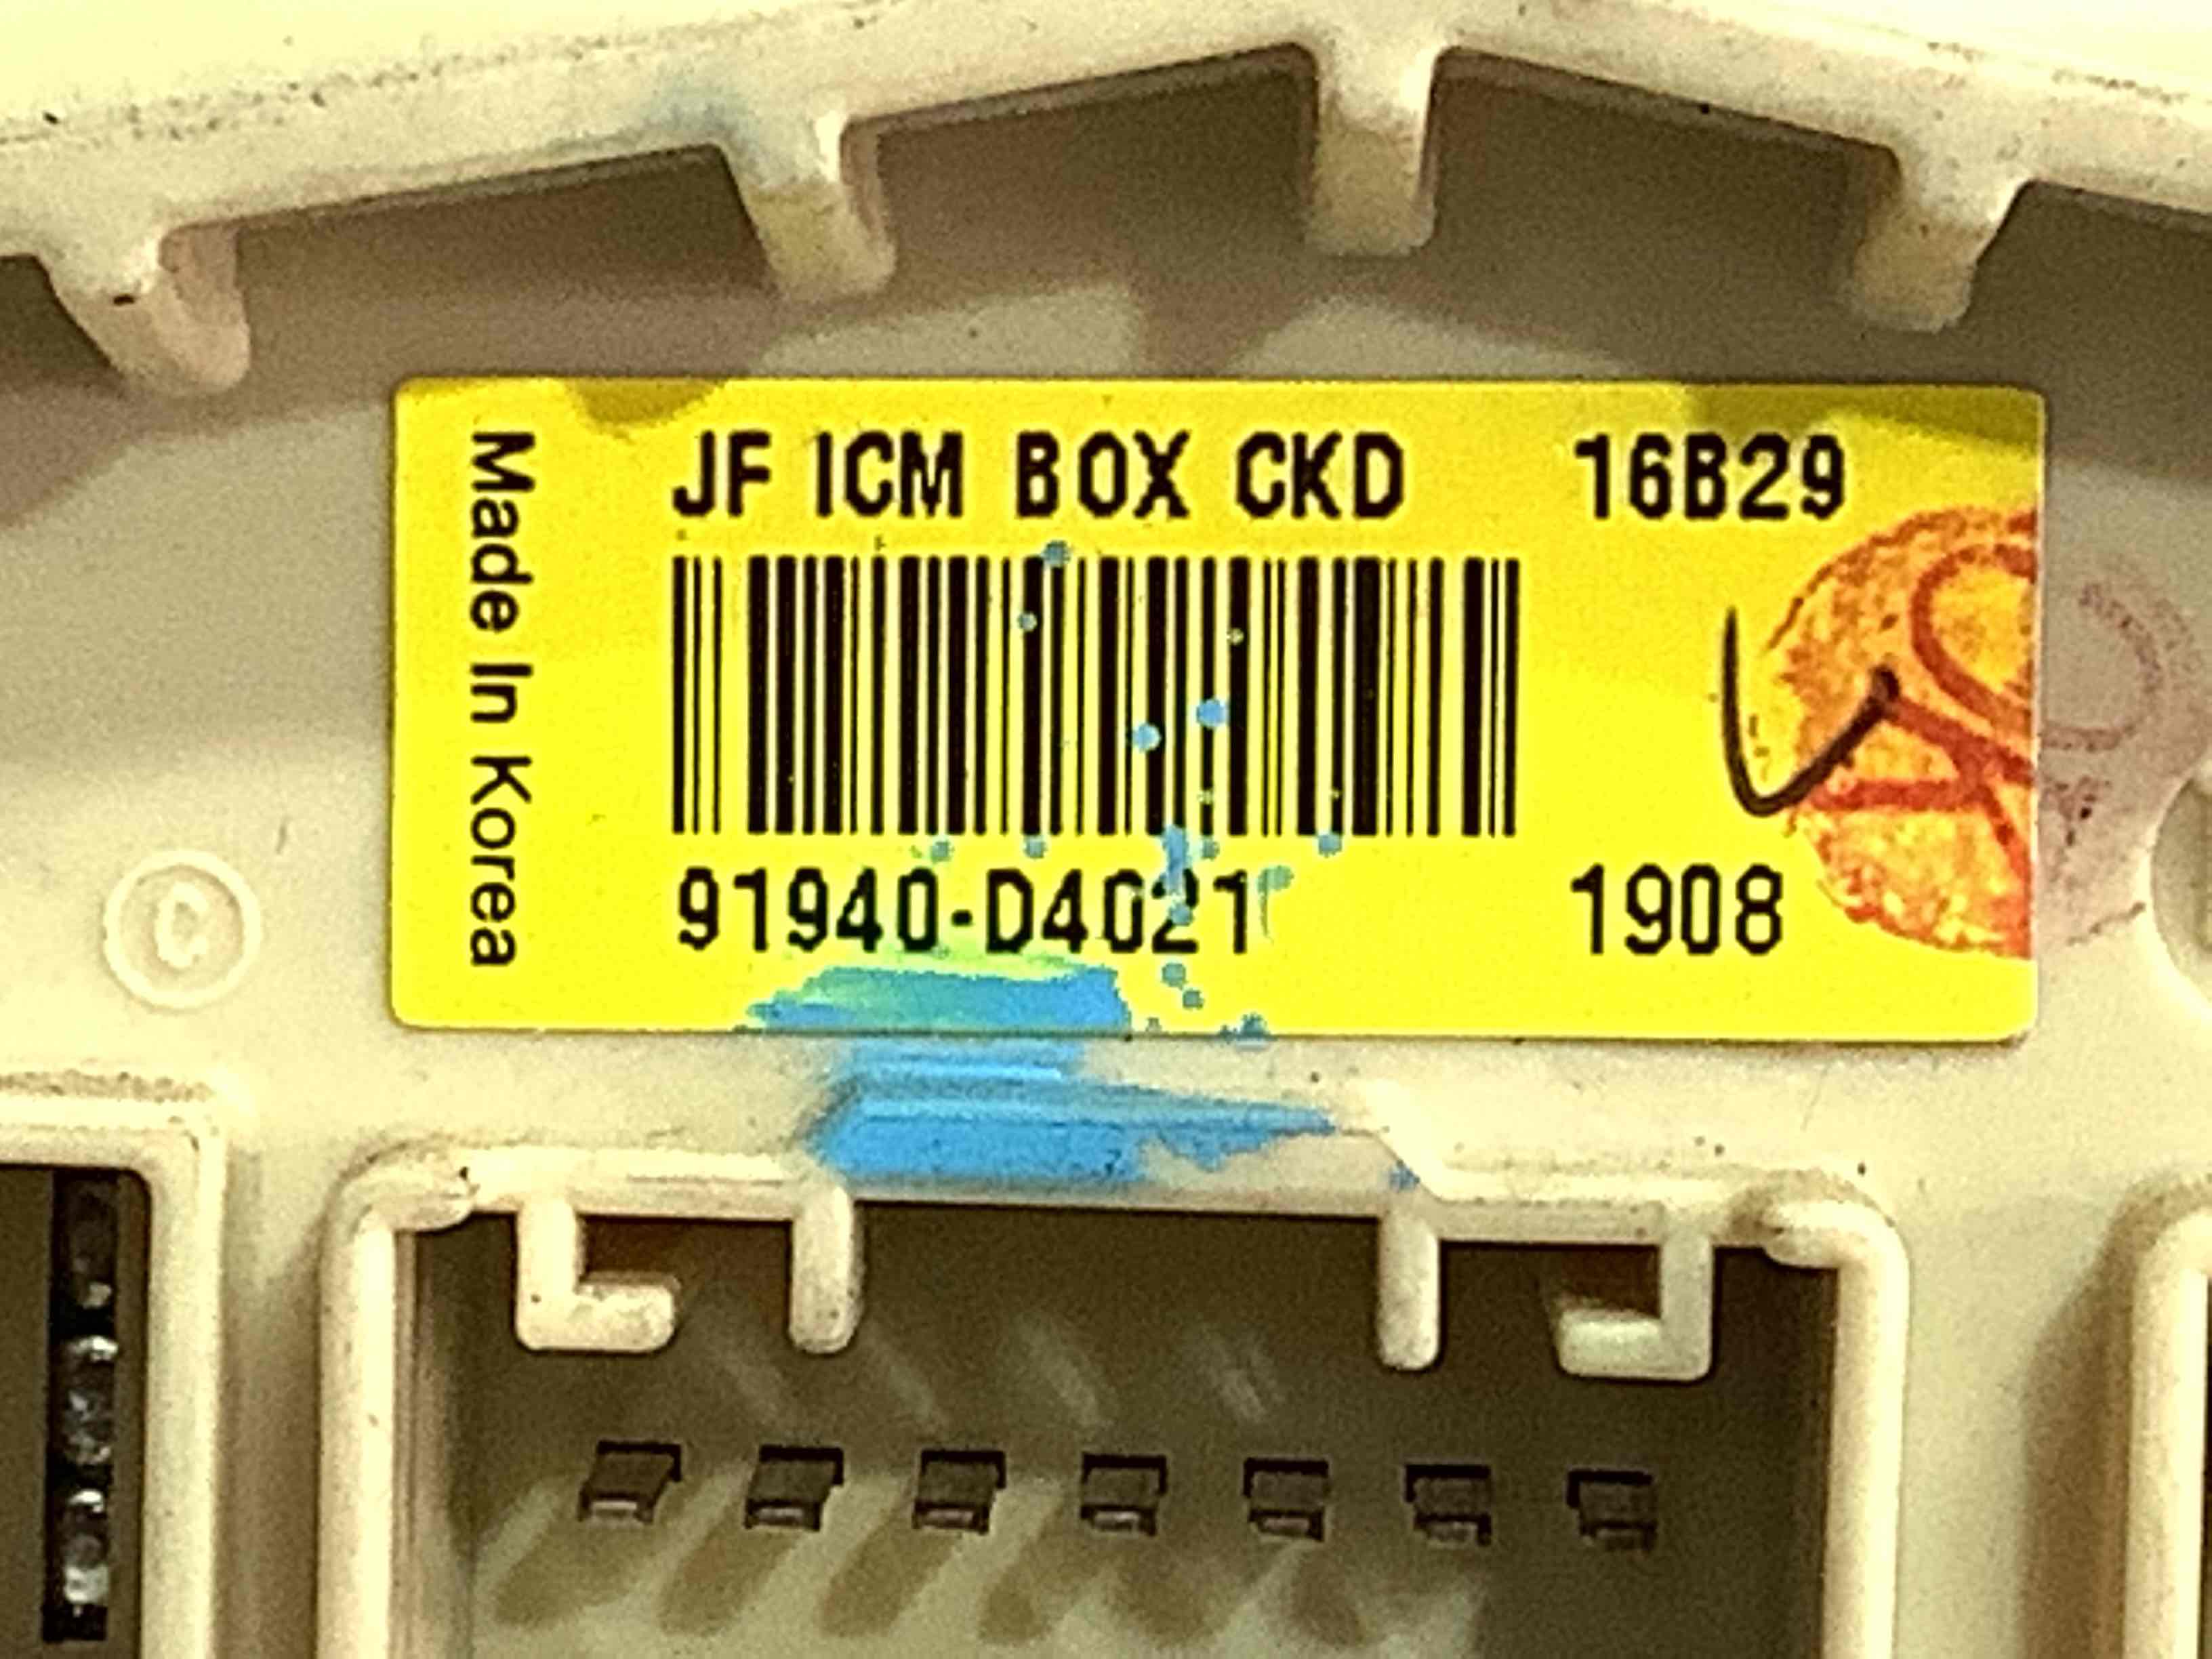 JF ICM BOX CKD 16B29
91940-D4021 1908
Made In Korea